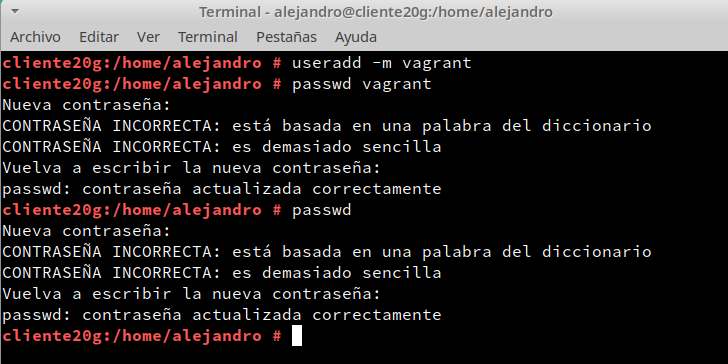 Terminal - alejandro@cliente20g:/home/alejandro
Archivo Editar Ver Terminal Pestañas Ayuda
cliente20g:/home/alejandro # useradd -m vagrant
cliente20g:/home/alejandro # passwd vagrant
Nueva contraseña:
CONTRASEÑA INCORRECTA: está basada en una palabra del diccionario
CONTRASEÑA INCORRECTA: es demasiado sencilla
Vuelva a escribir la nueva contraseña:
passwd: contraseña actualizada correctamente
cliente20g:/home/alejandro # passwd
Nueva contraseña:
CONTRASEÑA INCORRECTA: está basada en una palabra del diccionario
CONTRASEÑA INCORRECTA: es demasiado sencilla
Vuelva a escribir la nueva contraseña:
passwd: contraseña actualizada correctamente
cliente20g:/home/alejandro #